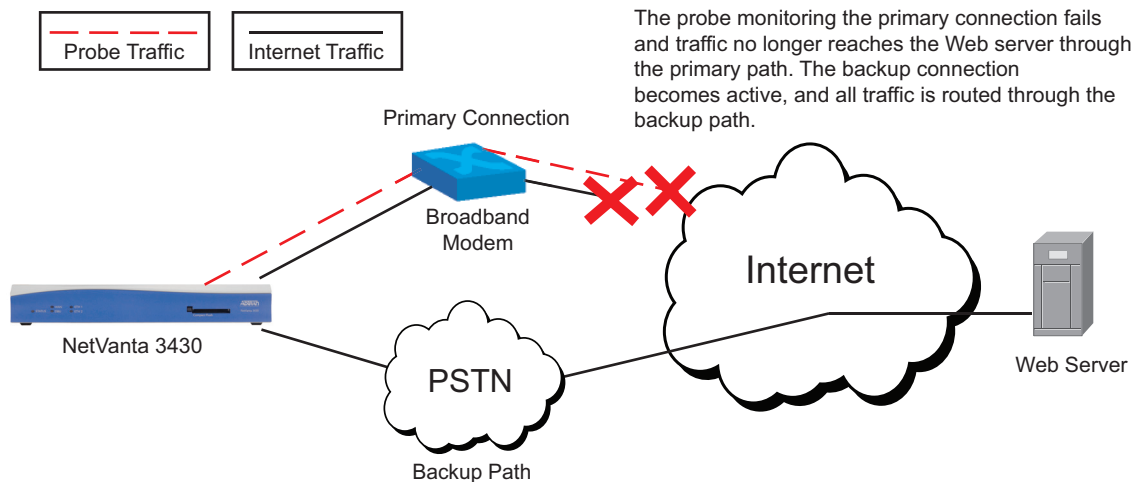 Probe Traffic
Internet Traffic
The probe monitoring the primary connection fails
and traffic no longer reaches the Web server through
the primary path. The backup connection
becomes active, and all traffic is routed through the
backup path.
Primary Connection
Broadband
Modem
Internet
NetVanta 3430
PSTN
Web Server
Backup Path